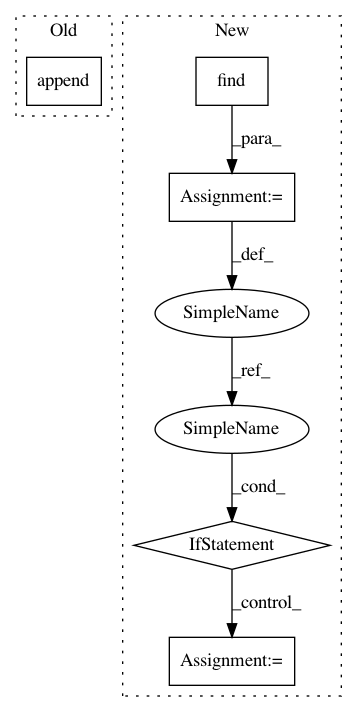 Old
New
append
find
_para_
Assignment:=
_def_
SimpleName
_ref_
SimpleName
_cond_
IfStatement
_control_
Assignment:=